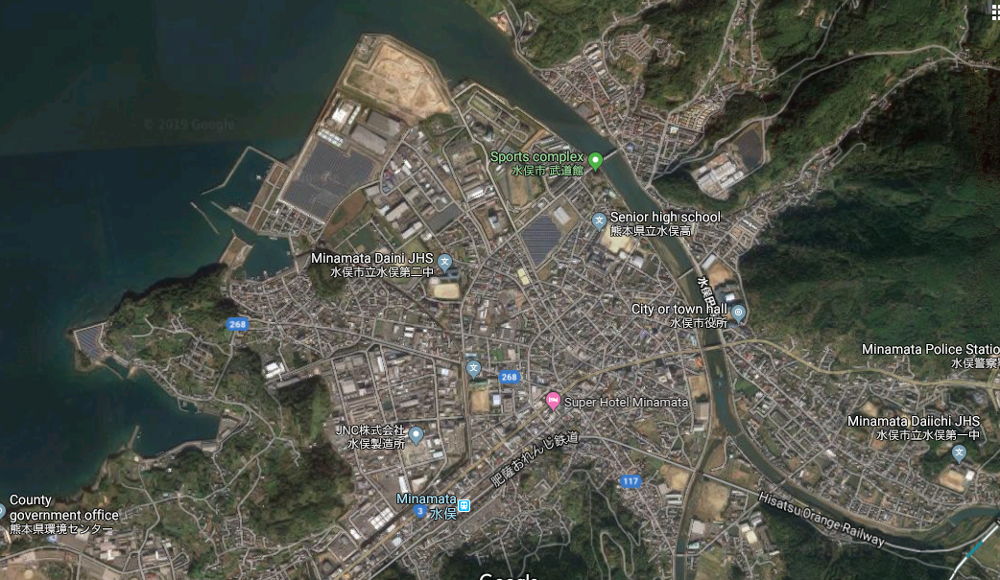 © 2019 Google
Sports complex
水俣市 武道館
Senior high school
熊本県立水俣高
Minamata Daini JHS
水俣市立水俣第二中
City or town hall
水俣市役所
268
Minamata Police Statio
水俣警察
268
Super Hotel Minamata
Minamata Daiichi JHS
水俣市立水俣第一中
JNC株式会社
水俣製造所
肥薩おれんじ鉄道
117
Minamata
水俣
3
Hisatsu Orange Railway
County
government office
熊本県環境センター
Google